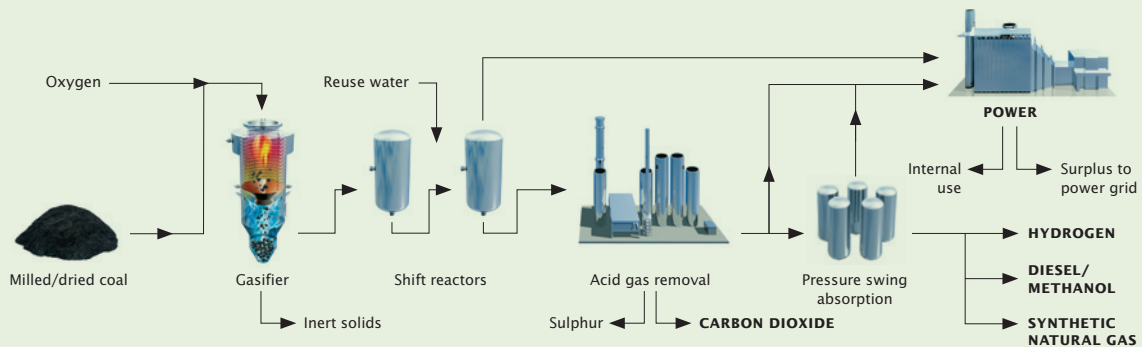 Oxygen
Reuse water
POWER
Internal
use
Surplus to
power grid
Milled/dried coal
Gasifier
Shift reactors
Acid gas removal
Pressure swing
absorption
HYDROGEN
DIESEL/
METHANOL
SYNTHETIC
NATURAL GAS
Inert solids
Sulphur
CARBON DIOXIDE